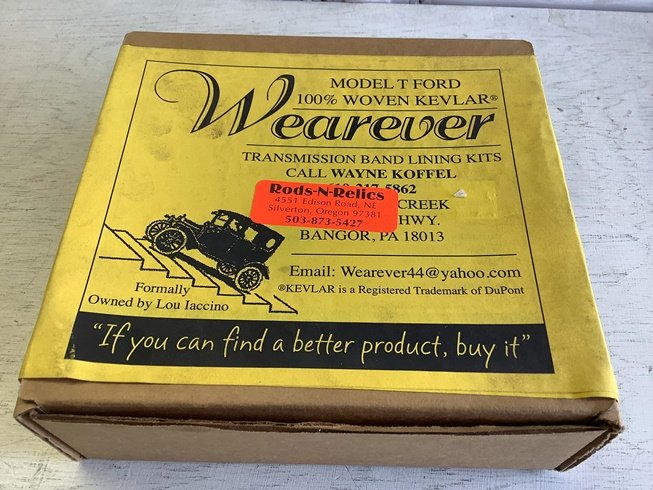 MODEL T FORD
100% WOVEN KEVLAR®
Wearever
TRANSMISSION BAND LINING KITS
CALL WAYNE KOFFEL
5862
CREEK
HWY.
BANGOR, PA 18013
Rods-N-Relics
4551 Edison Road, NE
Silverton, Oregon 97381
503-873-5427
Formally
Owned by Lou Iaccino
Email: Wearever44@yahoo.com
®KEVLAR is a Registered Trademark of DuPont
"If you can find a better product, buy it"